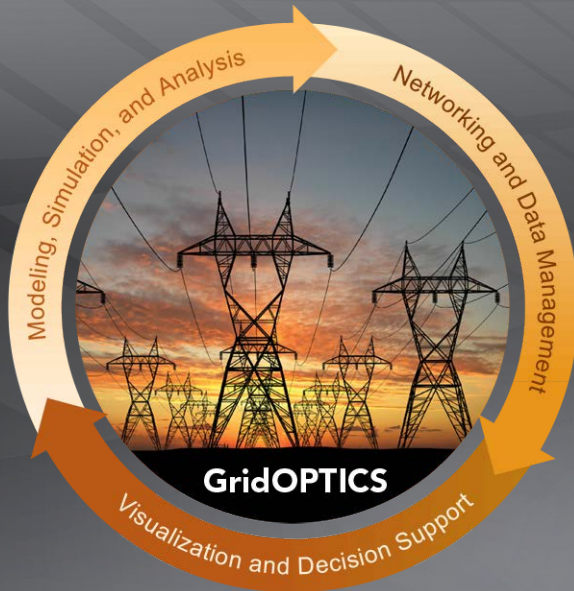 Modeling, Simulation, and Analysis
Networking and Data Management
Visualization and Decision Support
GridOPTICS